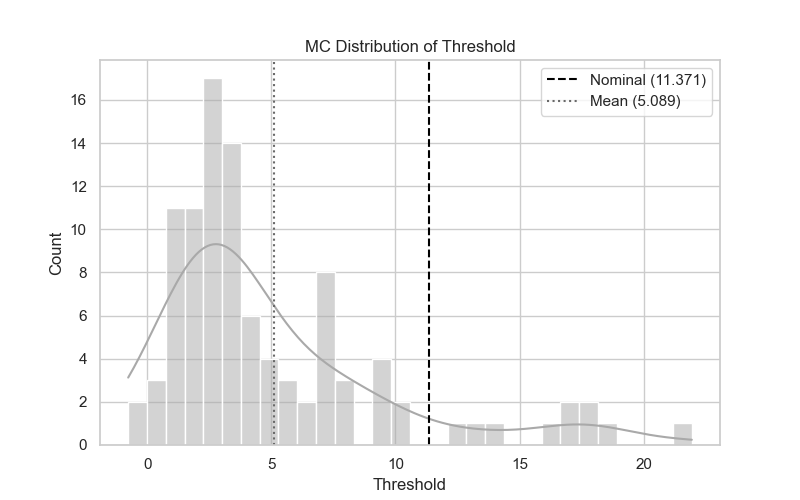 MC Distribution of Threshold
Nominal (11.371)
Mean (5.089)
Count
16
14
12
10
8
6
4
2
0
0 5 10 15 20
Threshold